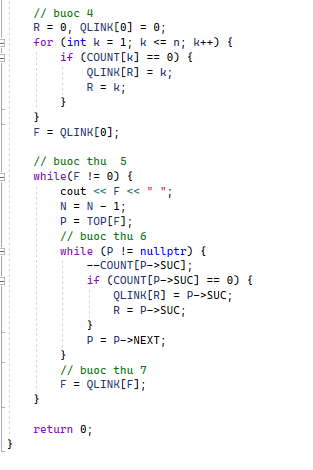 // buoc 4
R = 0, QLINK[0] = 0;
for (int k = 1; k <= n; k++) {
if (COUNT[k] == 0) {
QLINK[R] = k;
R = k;
}
}
F = QLINK[0];
// buoc thu  5
while(F != 0) {
cout << F << " ";
N = N - 1;
P = TOP[F];
// buoc thu 6
while (P != nullptr) {
--COUNT[P->SUC];
if (COUNT[P->SUC] == 0) {
QLINK[R] = P->SUC;
R = P->SUC;
}
P = P->NEXT;
}
// buoc thu 7
F = QLINK[F];
}
return 0;
}